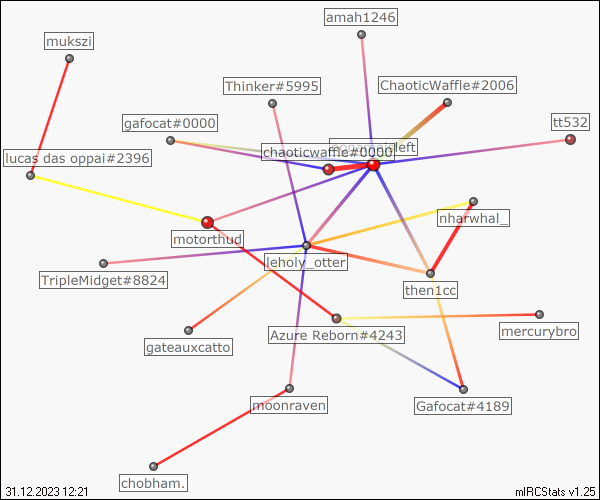 amah1246
mukszi
Thinker#5995
ChaoticWaffle#2006
gafocat#0000
tt532
chaoticwaffle#0000
lucas das oppai#2396
nharwhal_
motorthud
leholy_otter
TripleMidget#8824
then1cc
Azure Reborn#4243
mercurybro
gateauxcatto
moonraven
Gafocat#4189
chobham.
31.12.2023 12:21
mIRCStats v1.25